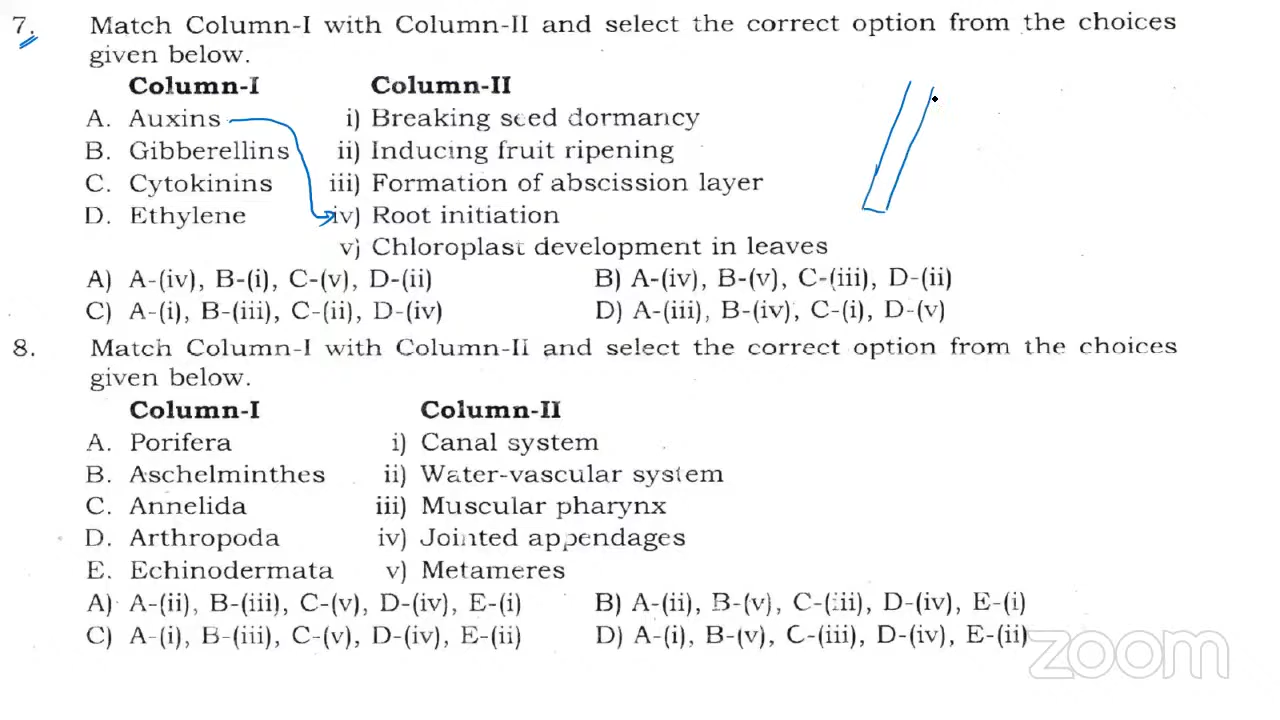 7. Match Column-I with Column-II and select the correct option from the choices
given below.
Column-I Column-II
A. Auxins i) Breaking seed dormancy
B. Gibberellins ii) Inducing fruit ripening
C. Cytokinins iii) Formation of abscission layer
D. Ethylene iv) Root initiation
v) Chloroplast development in leaves
A) A-(iv), B-(i), C-(v), D-(ii) B) A-(iv), B-(v), C-(iii), D-(ii)
C) A-(i), B-(iii), C-(ii), D-(iv) D) A-(iii), B-(iv), C-(i), D-(v)
8. Match Column-I with Column-II and select the correct option from the choices
given below.
Column-I Column-II
A. Porifera i) Canal system
B. Aschelminthes ii) Water-vascular system
C. Annelida iii) Muscular pharynx
D. Arthropoda iv) Jointed appendages
E. Echinodermata v) Metameres
A) A-(ii), B-(iii), C-(v), D-(iv), E-(i) B) A-(ii), B-(v), C-(iii), D-(iv), E-(i)
C) A-(i), B-(iii), C-(v), D-(iv), E-(ii) D) A-(i), B-(v), C-(iii), D-(iv), E-(ii)
zoom